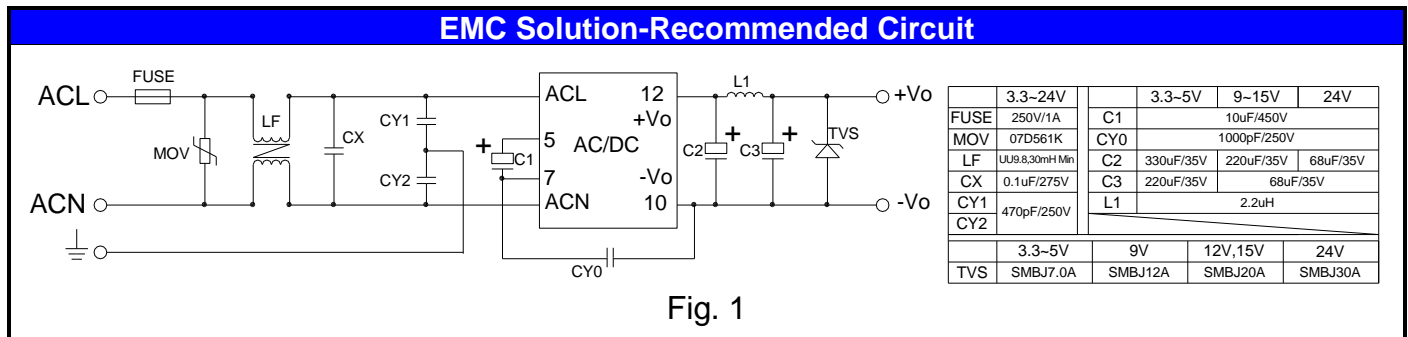 EMC Solution-Recommended Circuit
FUSE
ACL
LF
MOV
CX
CY1
CY2
ACN
+
C1
ACL 12
+Vo
5 AC/DC
7 -Vo
ACN 10
CY0
L1
+ +
C2 C3
TVS
+Vo
-Vo
3.3~24V 3.3~5V 9~15V 24V
FUSE 250V/1A C1 10uF/450V
MOV 07D561K CY0 1000pF/250V
LF UU9.8,30mH Min C2 330uF/35V 220uF/35V 68uF/35V
CX 0.1uF/275V C3 220uF/35V 68uF/35V
CY1 470pF/250V L1 2.2uH
CY2
3.3~5V 9V 12V,15V 24V
TVS SMBJ7.0A SMBJ12A SMBJ20A SMBJ30A
Fig. 1